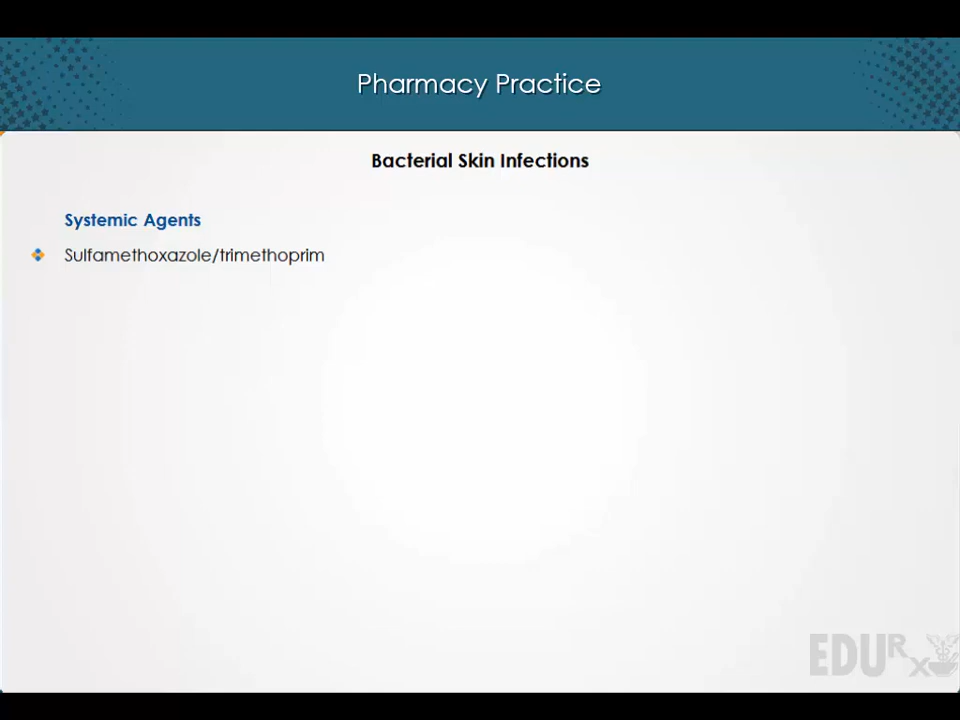 Pharmacy Practice
Bacterial Skin Infections
Systemic Agents
Sulfamethoxazole/trimethoprim
EDURx